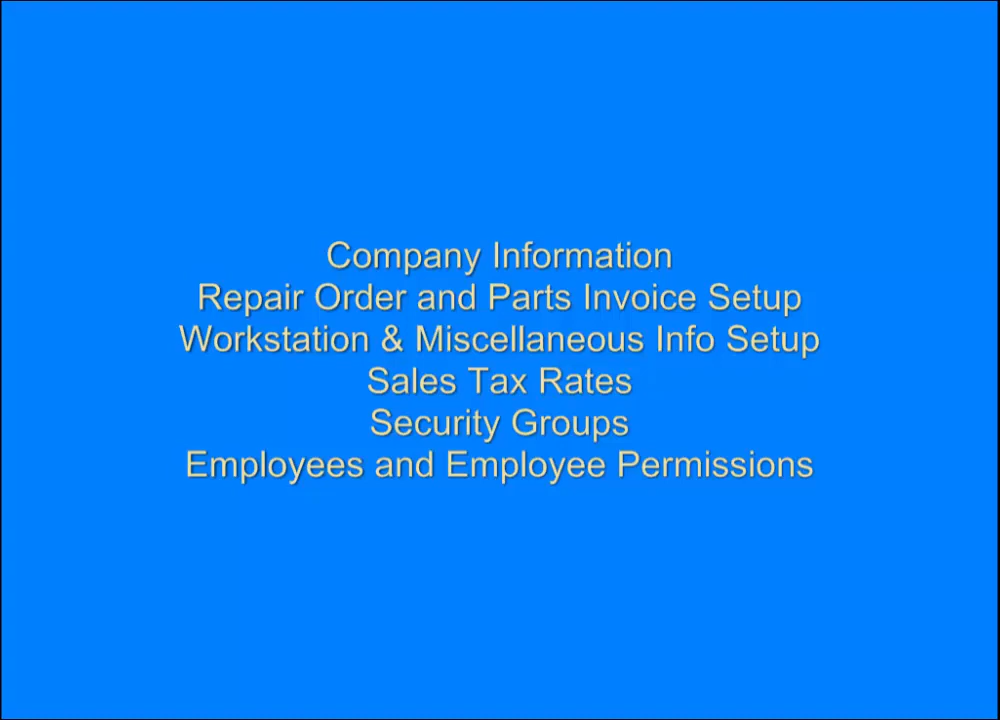 Company Information
Repair Order and Parts Invoice Setup
Workstation & Miscellaneous Info Setup
Sales Tax Rates
Security Groups
Employees and Employee Permissions